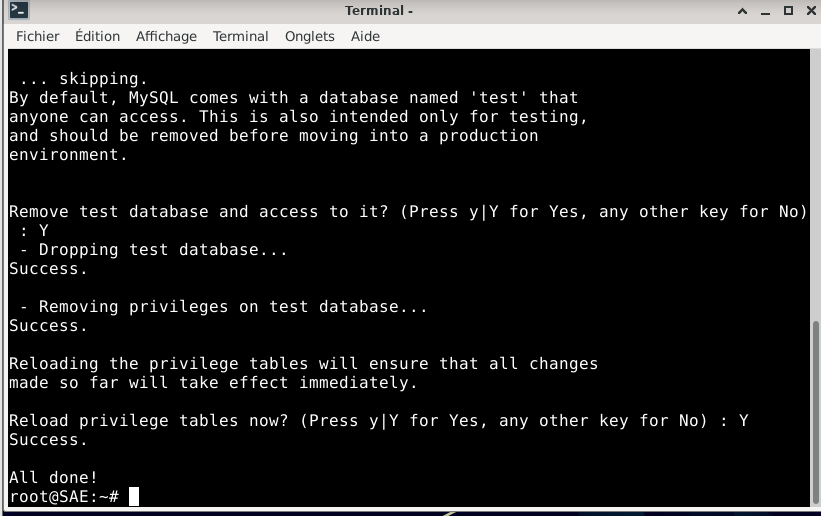 Terminal -
Fichier Édition Affichage Terminal Onglets Aide
... skipping.
By default, MySQL comes with a database named 'test' that
anyone can access. This is also intended only for testing,
and should be removed before moving into a production
environment.
Remove test database and access to it? (Press y|Y for Yes, any other key for No)
: Y
- Dropping test database...
Success.
- Removing privileges on test database...
Success.
Reloading the privilege tables will ensure that all changes
made so far will take effect immediately.
Reload privilege tables now? (Press y|Y for Yes, any other key for No) : Y
Success.
All done!
root@SAE:~#